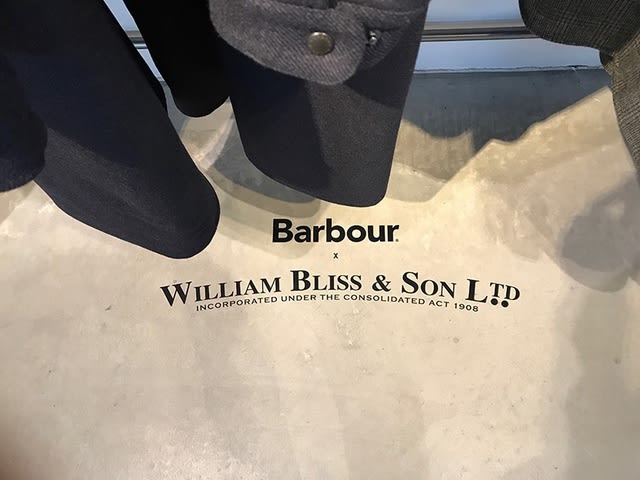 Barbour
x
WILLIAM BLISS & SON LTD
INCORPORATED UNDER THE CONSOLIDATED ACT 1908